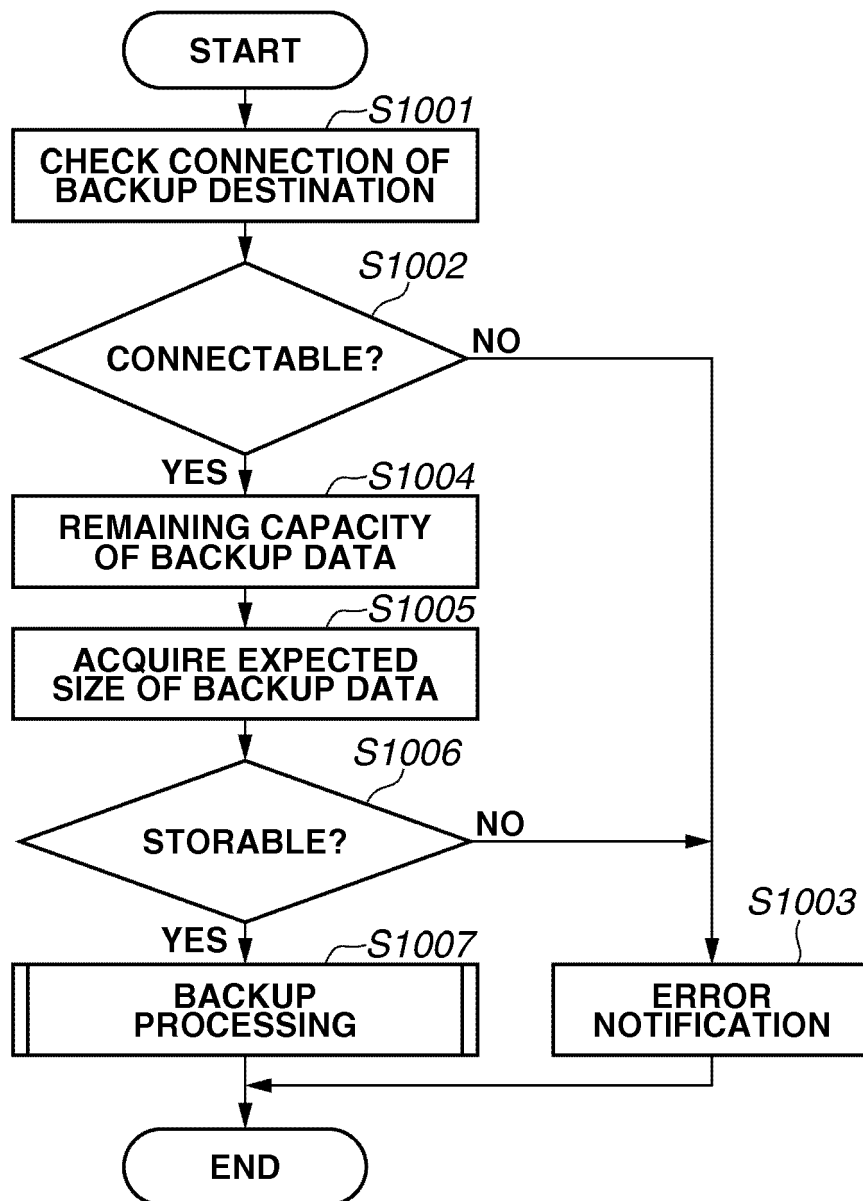 START
S1001
CHECK CONNECTION OF
BACKUP DESTINATION
S1002
CONNECTABLE?
NO
YES
S1004
REMAINING CAPACITY
OF BACKUP DATA
S1005
ACQUIRE EXPECTED
SIZE OF BACKUP DATA
S1006
STORABLE?
NO
YES
S1007
BACKUP
PROCESSING
S1003
ERROR
NOTIFICATION
END